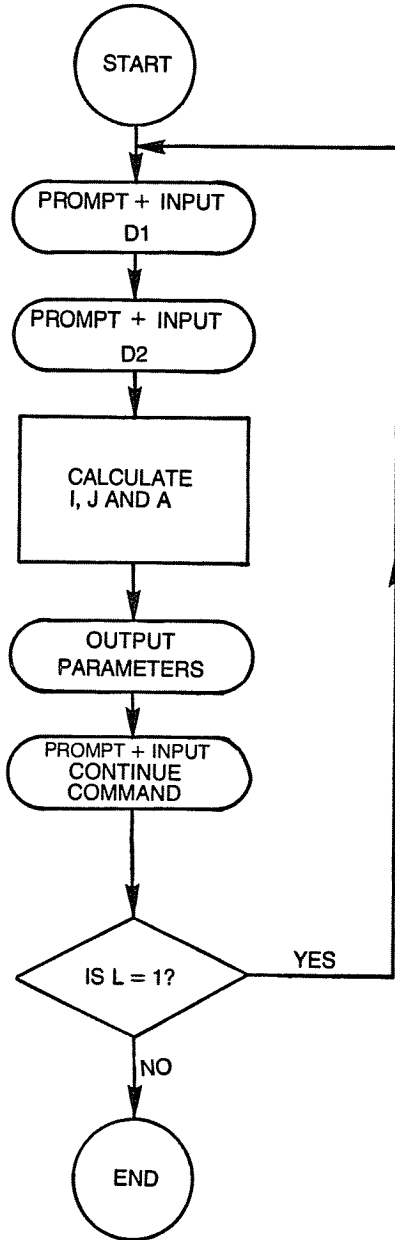 START
PROMPT + INPUT
D1
PROMPT + INPUT
D2
CALCULATE
I, J AND A
OUTPUT
PARAMETERS
PROMPT + INPUT
CONTINUE
COMMAND
IS L = 1?
YES
NO
END